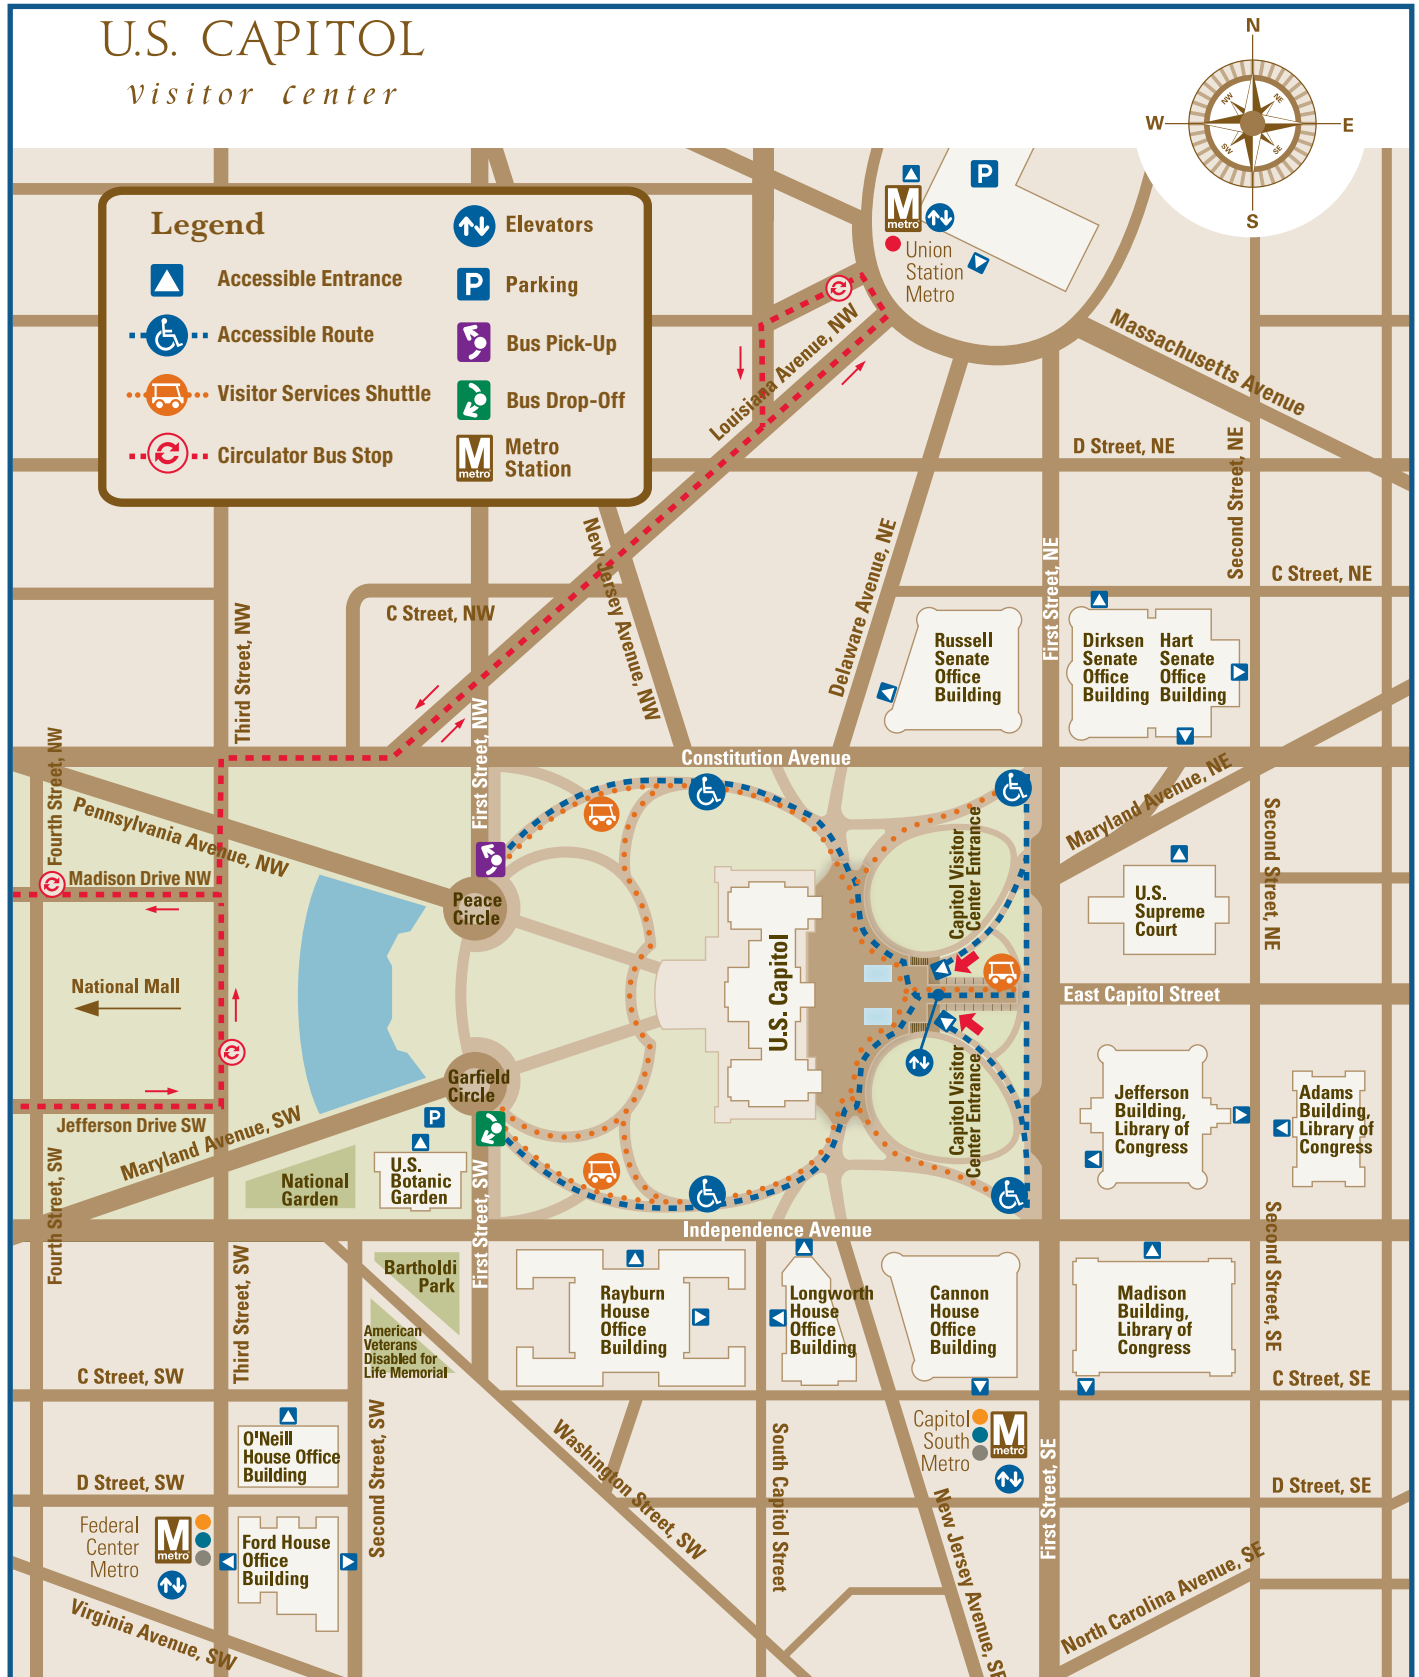 U.S. CAPITOL
visitor center
N
NW
NE
W
E
SW
SE
S
Legend
Accessible Entrance
Accessible Route
Visitor Services Shuttle
Circulator Bus Stop
Elevators
P
Parking
Bus Pick-Up
Bus Drop-Off
M
metro
Metro
Station
P
M
metro
Union
Station
Metro
Massachusetts Avenue
Louisiana Avenue, NW
D Street, NE
Second Street, NE
New Jersey Avenue, NW
Delaware Avenue, NE
First Street, NE
C Street, NE
C Street, NW
Third Street, NW
Russell
Senate
Office
Building
Dirksen
Senate
Office
Building
Hart
Senate
Office
Building
First Street, NW
Fourth Street, NW
Constitution Avenue
Maryland Avenue, NE
Pennsylvania Avenue, NW
Second Street, NE
Madison Drive NW
Peace
Circle
Capitol Visitor
Center Entrance
U.S.
Supreme
Court
National Mall
U.S. Capitol
East Capitol Street
Garfield
Circle
Capitol Visitor
Center Entrance
Jefferson
Building,
Library of
Congress
Adams
Building,
Library of
Congress
Jefferson Drive SW
Maryland Avenue, SW
P
U.S.
Botanic
Garden
National
Garden
Fourth Street, SW
First Street, SW
Independence Avenue
Second Street, SE
Third Street, SW
Bartholdi
Park
American
Veterans
Disabled for
Life Memorial
Rayburn
House
Office
Building
Longworth
House
Office
Building
Cannon
House
Office
Building
Madison
Building,
Library of
Congress
C Street, SW
C Street, SE
O'Neill
House Office
Building
Second Street, SW
Washington Street, SW
South Capitol Street
Capitol
South
Metro
M
metro
First Street, SE
D Street, SW
D Street, SE
Federal
Center
Metro
M
metro
Ford House
Office
Building
New Jersey Avenue, SE
Virginia Avenue, SW
North Carolina Avenue, SE